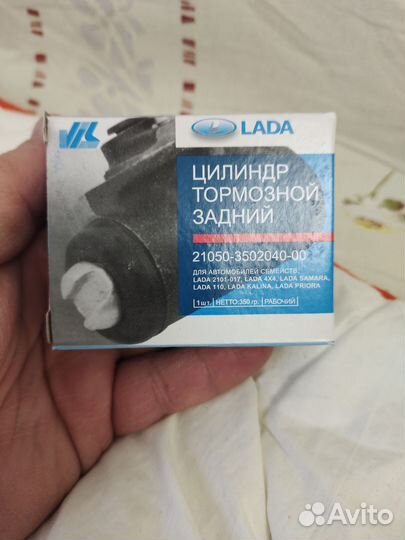 LADA
ЦИЛИНДР
ТОРМОЗНОЙ
ЗАДНИЙ
21050-3502040-00
ДЛЯ АВТОМОБИЛЕЙ СЕМЕЙСТВ:
LADA 2101-017, LADA 4X4, LADA SAMARA,
LADA 110, LADA KALINA, LADA PRIORA
1 шт. НЕТТО:350 гр. РАБОЧИЙ
Avito